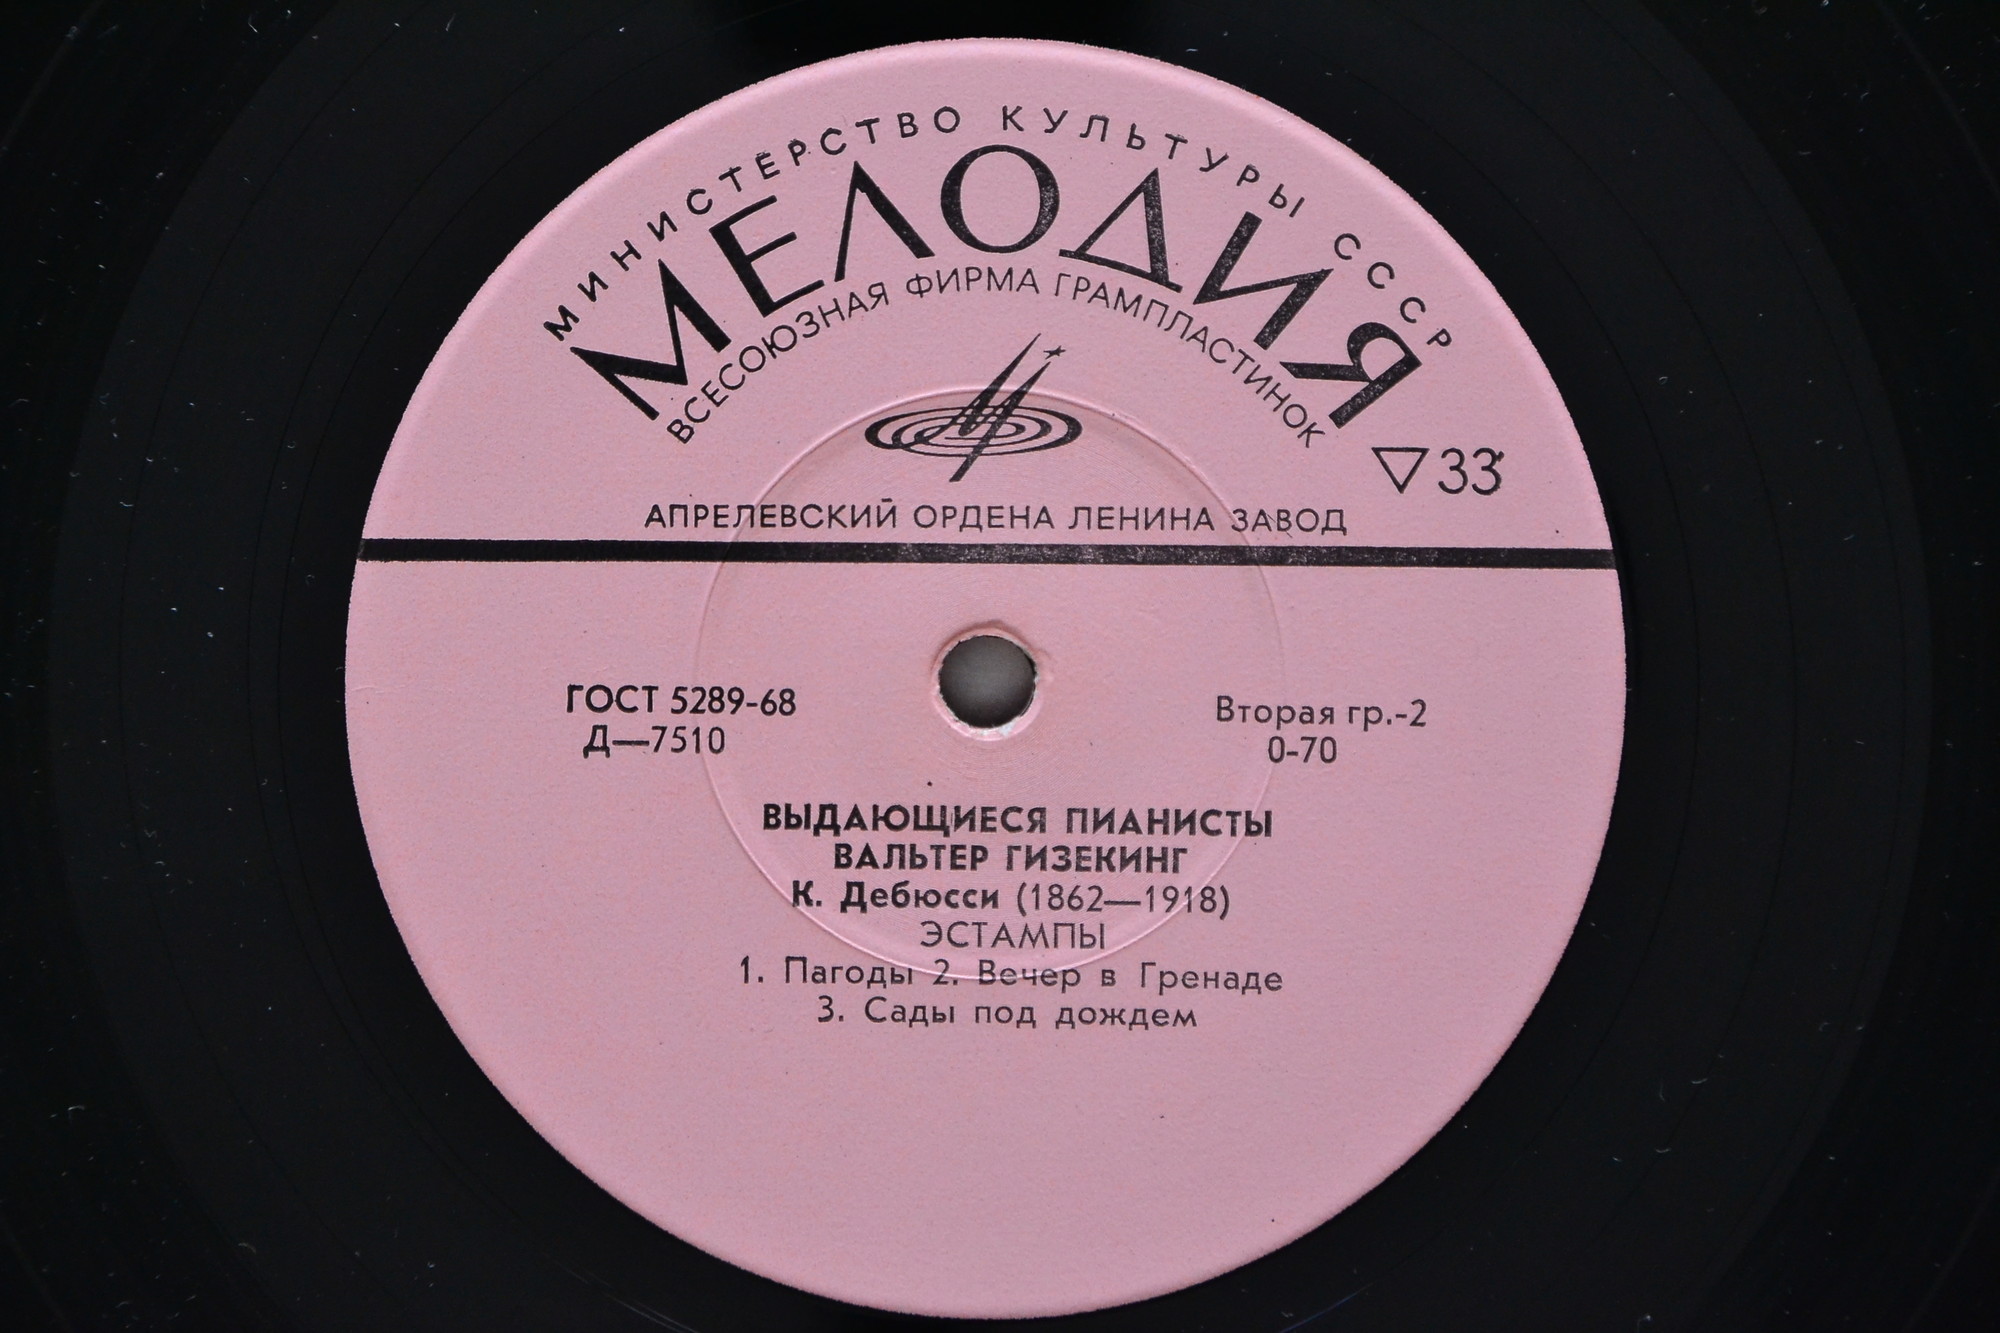 МИНИСТЕРСТВО КУЛЬТУРЫ СССР
МЕЛОДИЯ
ВСЕСОЮЗНАЯ ФИРМА ГРАМПЛАСТИНОК
▽33
АПРЕЛЕВСКИЙ ОРДЕНА ЛЕНИНА ЗАВОД
ГОСТ 5289-68
Д—7510
Вторая гр.-2
0-70
ВЫДАЮЩИЕСЯ ПИАНИСТЫ
ВАЛЬТЕР ГИЗЕКИНГ
К. Дебюсси (1862—1918)
ЭСТАМПЫ
1. Пагоды 2. Вечер в Гренаде
3. Сады под дождем